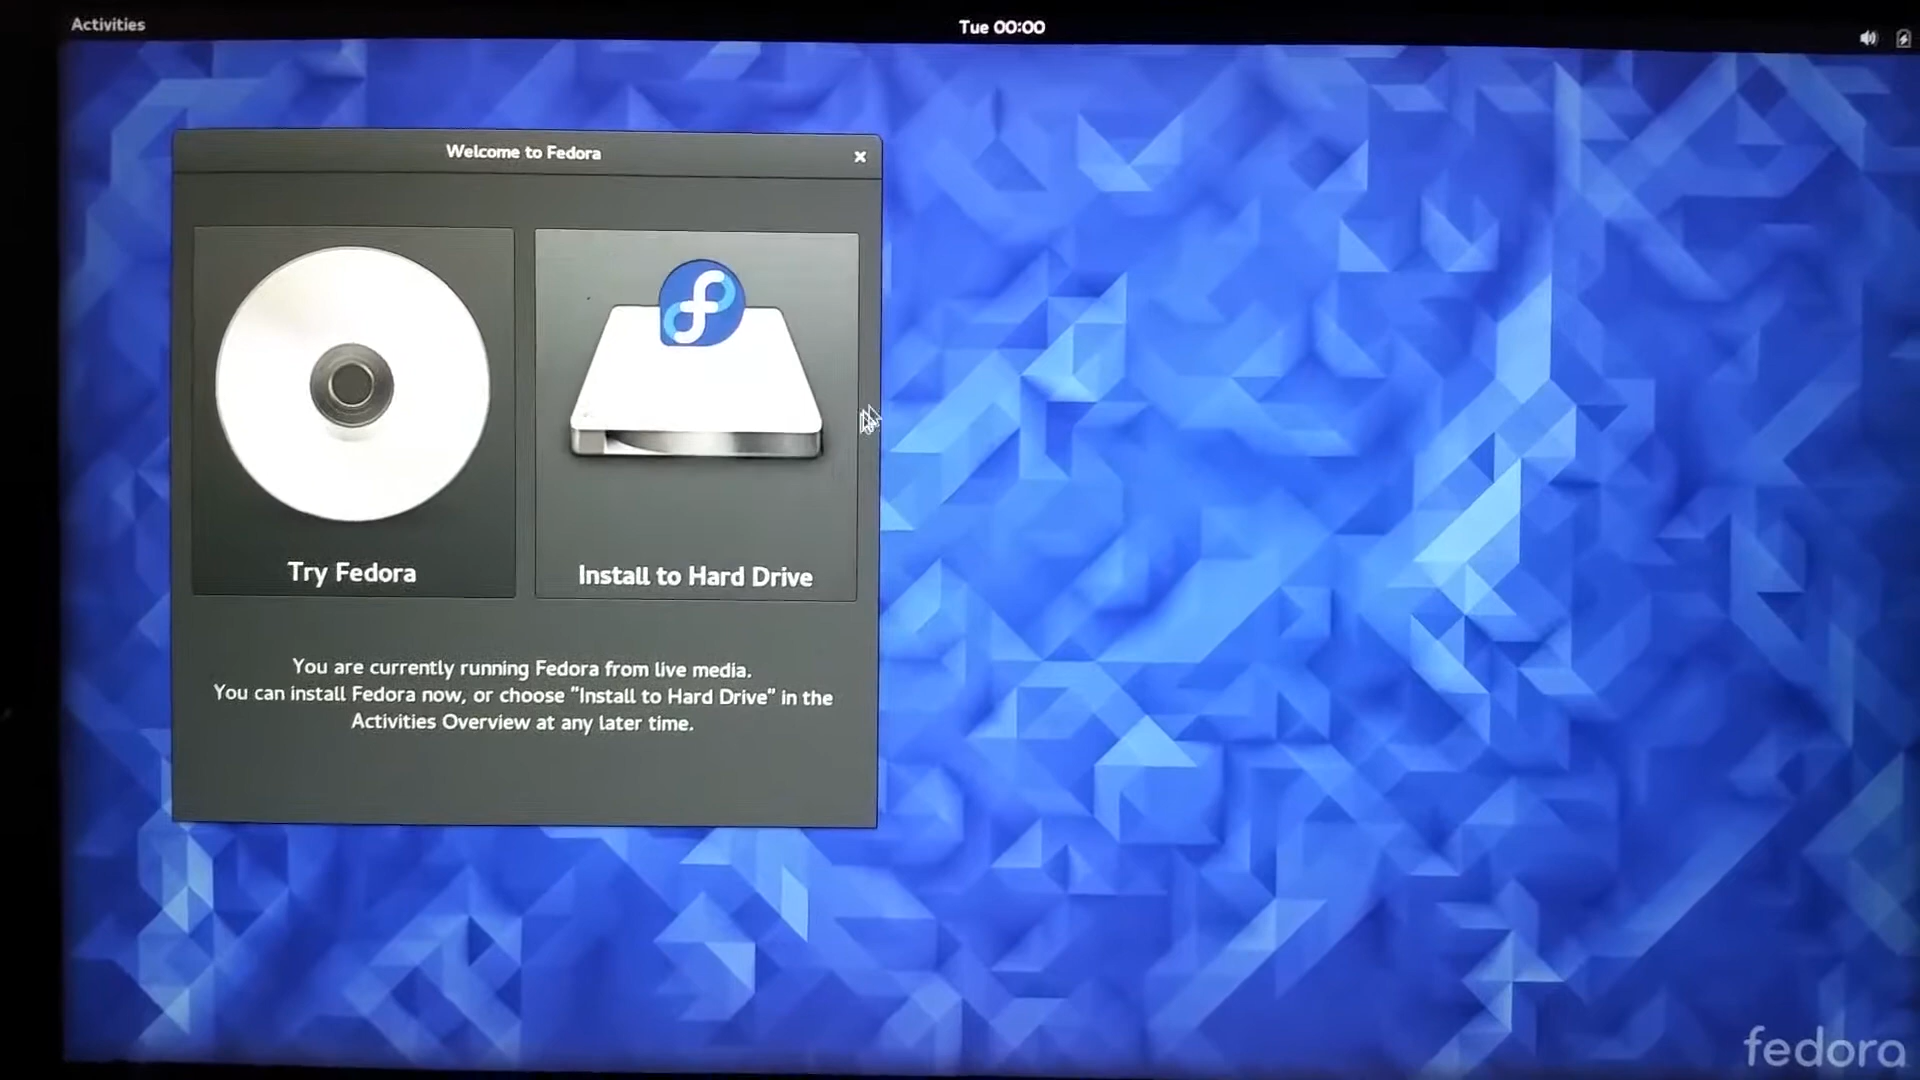 Activities
Tue 00:00
Welcome to Fedora
Try Fedora
Install to Hard Drive
You are currently running Fedora from live media.
You can install Fedora now, or choose "Install to Hard Drive" in the
Activities Overview at any later time.
fedora